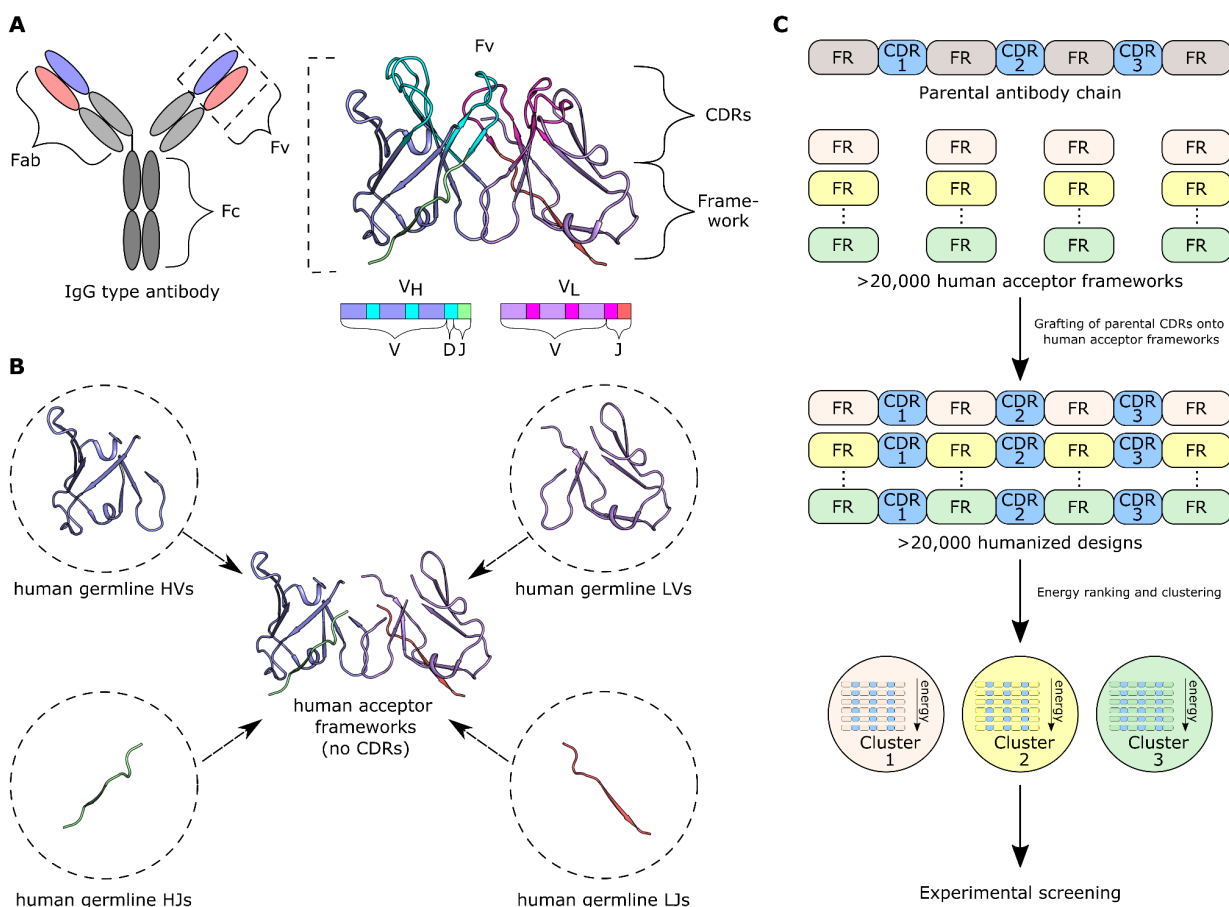 A
Fab
Fv
Fc
IgG type antibody
Fv
CDRs
Frame-
work
VH
V
D
J
VL
V
J
B
human germline HVs
human germline LVs
human acceptor
frameworks
(no CDRs)
human germline HJs
human germline LJs
C
FR CDR 1 FR CDR 2 FR CDR 3 FR
Parental antibody chain
FR FR FR FR
FR FR FR FR
FR FR FR FR
>20,000 human acceptor frameworks
Grafting of parental CDRs onto
human acceptor frameworks
FR CDR 1 FR CDR 2 FR CDR 3 FR
FR CDR 1 FR CDR 2 FR CDR 3 FR
FR CDR 1 FR CDR 2 FR CDR 3 FR
>20,000 humanized designs
Energy ranking and clustering
energy
Cluster
1
energy
Cluster
2
energy
Cluster
3
Experimental screening